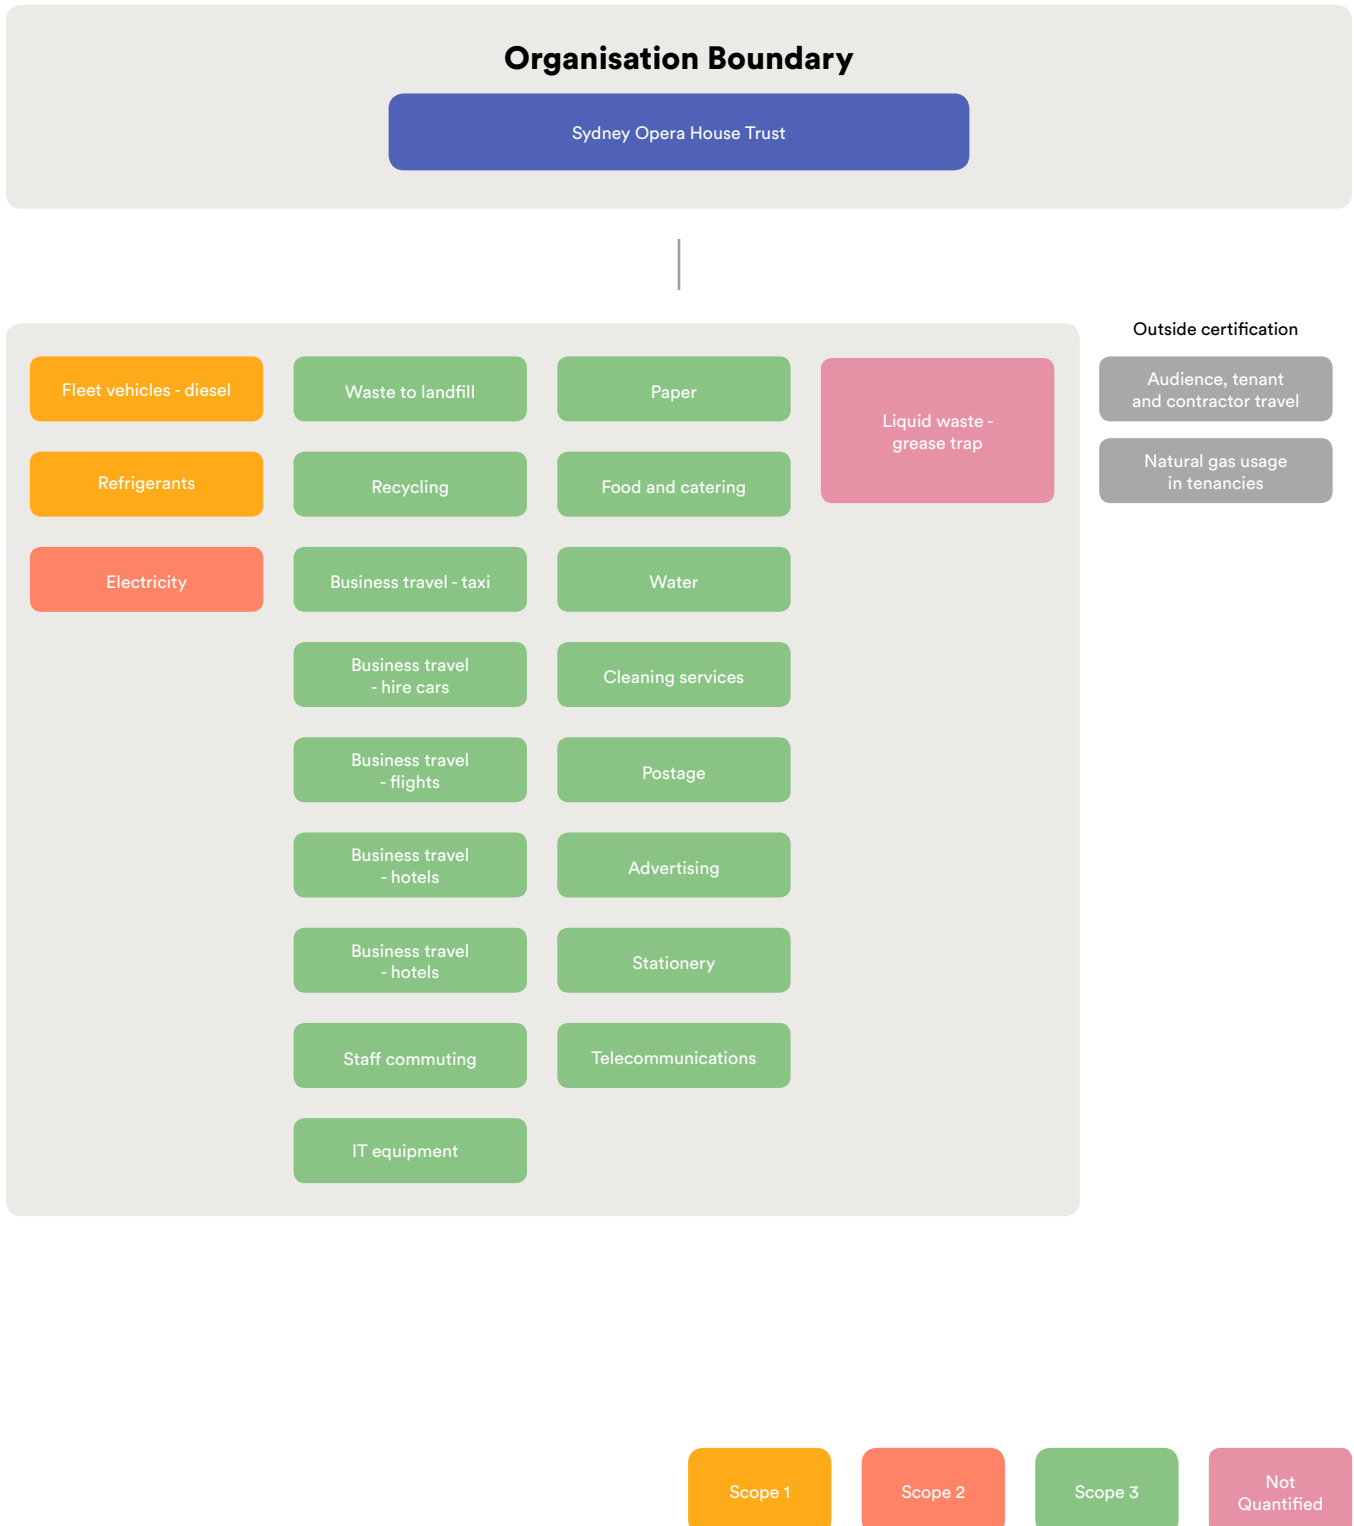 Organisation Boundary
Sydney Opera House Trust
Outside certification
Fleet vehicles - diesel
Refrigerants
Electricity
Waste to landfill
Recycling
Business travel - taxi
Business travel
- hire cars
Business travel
- flights
Business travel
- hotels
Business travel
- hotels
Staff commuting
IT equipment
Paper
Food and catering
Water
Cleaning services
Postage
Advertising
Stationery
Telecommunications
Liquid waste -
grease trap
Audience, tenant
and contractor travel
Natural gas usage
in tenancies
Scope 1
Scope 2
Scope 3
Not
Quantified